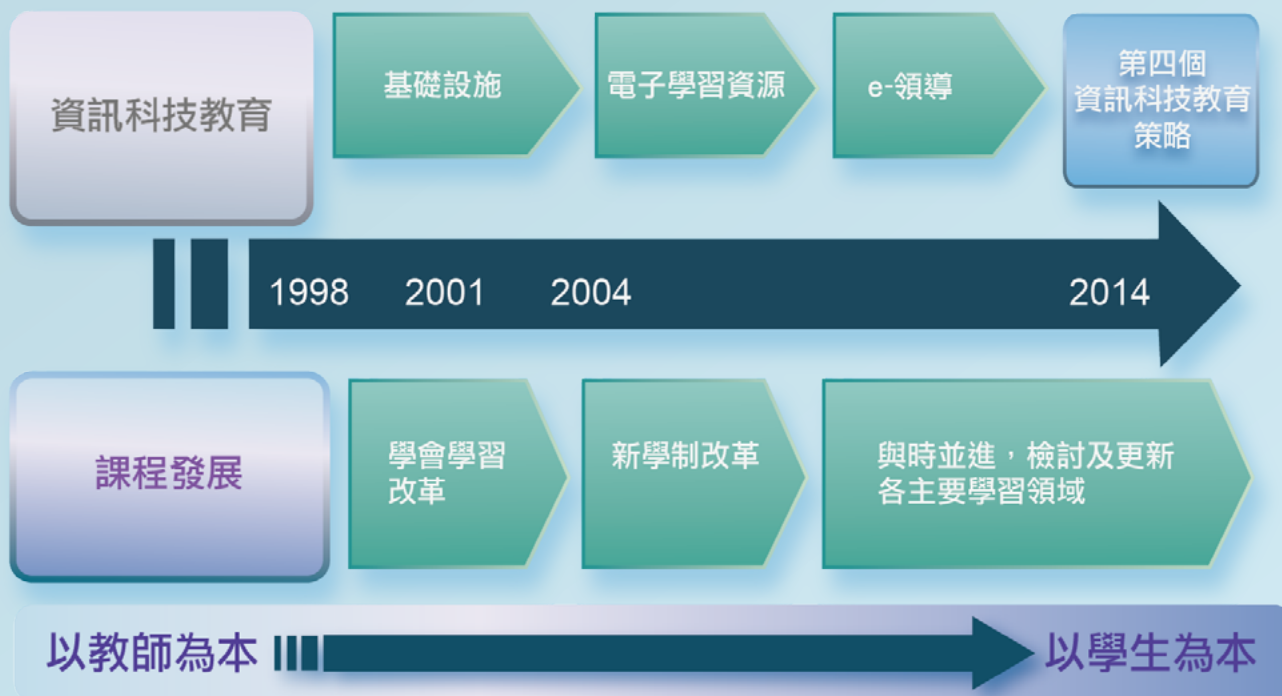 資訊科技教育
基礎設施
電子學習資源
e-領導
第四個
資訊科技教育
策略
1998 2001 2004 2014
課程發展
學會學習
改革
新學制改革
與時並進，檢討及更新
各主要學習領域
以教師為本
以學生為本